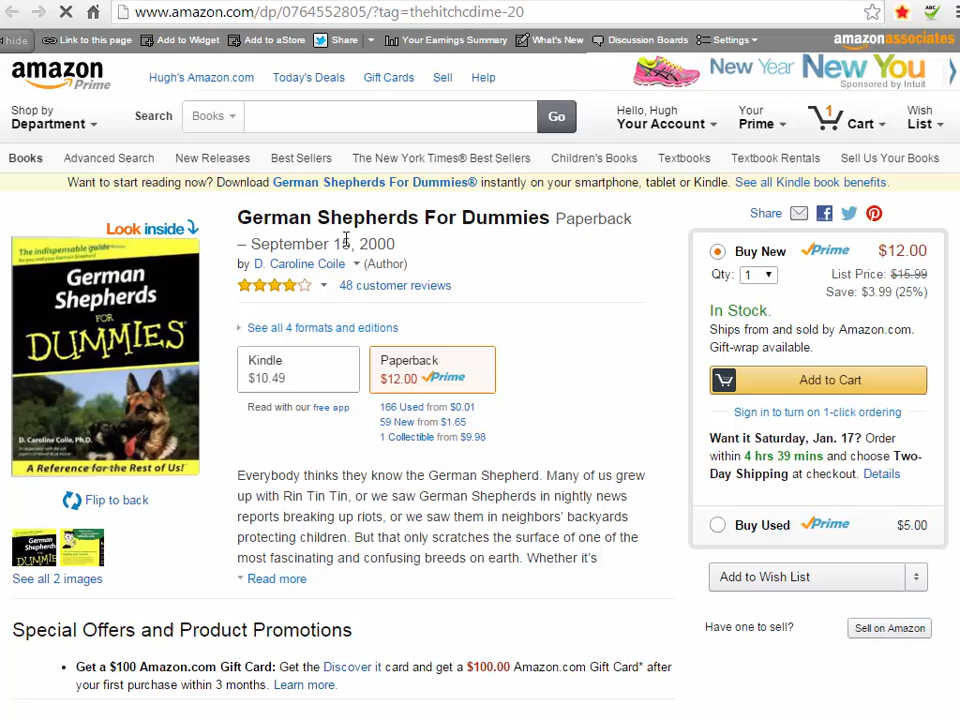 www.amazon.com/dp/0764552805/?tag=thehitchcdime-20
hide Link to this page Add to Widget Add to aStore Share Your Earnings Summary What's New Discussion Boards Settings amazonassociates
amazon Prime
Hugh's Amazon.com Today's Deals Gift Cards Sell Help
New Year New You
Sponsored by Intuit
Shop by Department
Search Books Go
Hello, Hugh
Your Account
Your Prime
1 Cart
Wish List
Books Advanced Search New Releases Best Sellers The New York Times® Best Sellers Children's Books Textbooks Textbook Rentals Sell Us Your Books
Want to start reading now? Download German Shepherds For Dummies® instantly on your smartphone, tablet or Kindle. See all Kindle book benefits.
Look inside
The indispensable guide
German
Shepherds
FOR
DUMMIES
D. Caroline Coile, Ph.D.
A Reference for the Rest of Us!
Flip to back
See all 2 images
German Shepherds For Dummies Paperback
– September 15, 2000
by D. Caroline Coile (Author)
48 customer reviews
See all 4 formats and editions
Kindle
$10.49
Read with our free app
Paperback
$12.00 Prime
166 Used from $0.01
59 New from $1.65
1 Collectible from $9.98
Everybody thinks they know the German Shepherd. Many of us grew
up with Rin Tin Tin, or we saw German Shepherds in nightly news
reports breaking up riots, or we saw them in neighbors' backyards
protecting children. But that only scratches the surface of one of the
most fascinating and confusing breeds on earth. Whether it's
Read more
Share
Buy New Prime $12.00
Qty: 1 List Price: $15.99
Save: $3.99 (25%)
In Stock.
Ships from and sold by Amazon.com.
Gift-wrap available.
Add to Cart
Sign in to turn on 1-click ordering
Want it Saturday, Jan. 17? Order
within 4 hrs 39 mins and choose Two-
Day Shipping at checkout. Details
Buy Used Prime $5.00
Add to Wish List
Have one to sell? Sell on Amazon
Special Offers and Product Promotions
• Get a $100 Amazon.com Gift Card: Get the Discover it card and get a $100.00 Amazon.com Gift Card* after
your first purchase within 3 months. Learn more.